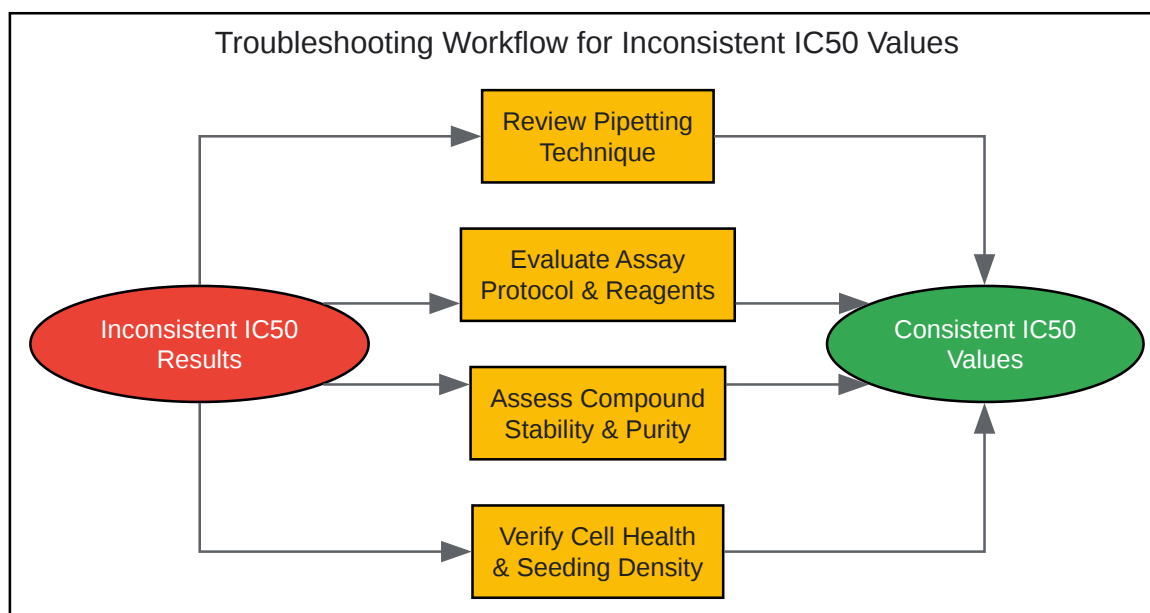 Troubleshooting Workflow for Inconsistent IC50 Values
Review Pipetting
Technique
Evaluate Assay
Protocol & Reagents
Inconsistent IC50
Results
Consistent IC50
Values
Assess Compound
Stability & Purity
Verify Cell Health
& Seeding Density